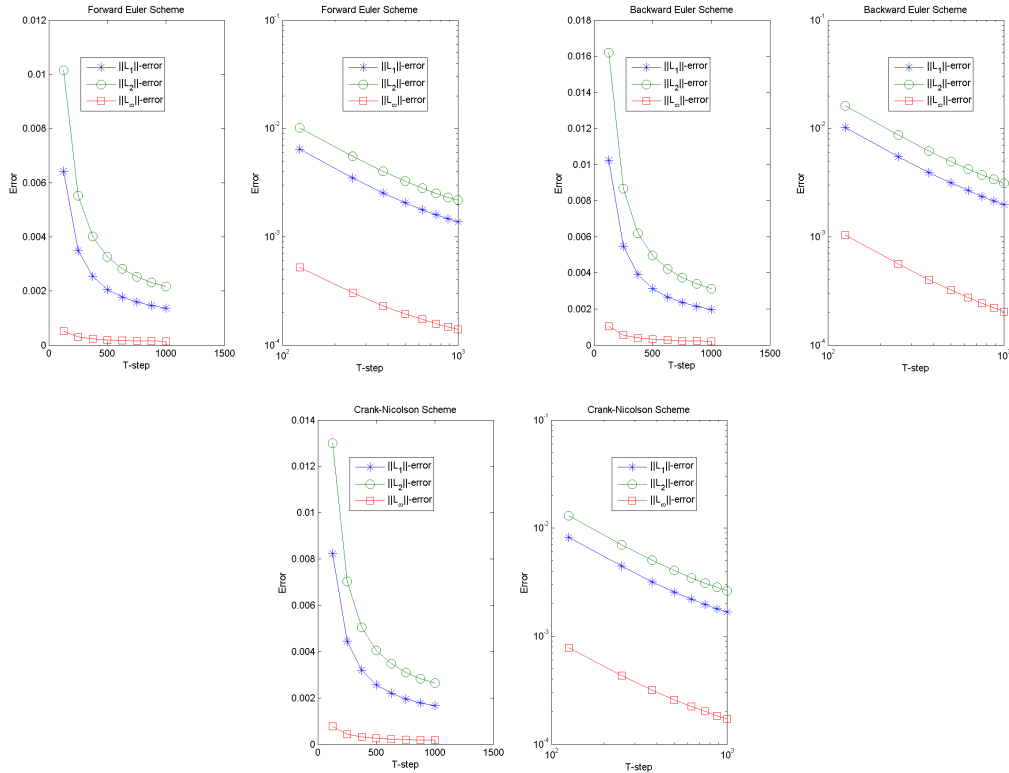 Forward Euler Scheme
0.012
0.01
0.008
0.006
0.004
0.002
0
0
500
1000
1500
Error
T-step
||L1||-error
||L2||-error
||L∞||-error
Forward Euler Scheme
10^-1
10^-2
10^-3
10^-4
10^2
10^3
Error
T-step
||L1||-error
||L2||-error
||L∞||-error
Backward Euler Scheme
0.018
0.016
0.014
0.012
0.01
0.008
0.006
0.004
0.002
0
0
500
1000
1500
Error
T-step
||L1||-error
||L2||-error
||L∞||-error
Backward Euler Scheme
10^-1
10^-2
10^-3
10^-4
10^2
10
Error
T-step
||L1||-error
||L2||-error
||L∞||-error
Crank-Nicolson Scheme
0.014
0.012
0.01
0.008
0.006
0.004
0.002
0
0
500
1000
1500
Error
T-step
||L1||-error
||L2||-error
||L∞||-error
Crank-Nicolson Scheme
10^-1
10^-2
10^-3
10^-4
10^2
10^3
Error
T-step
||L1||-error
||L2||-error
||L∞||-error